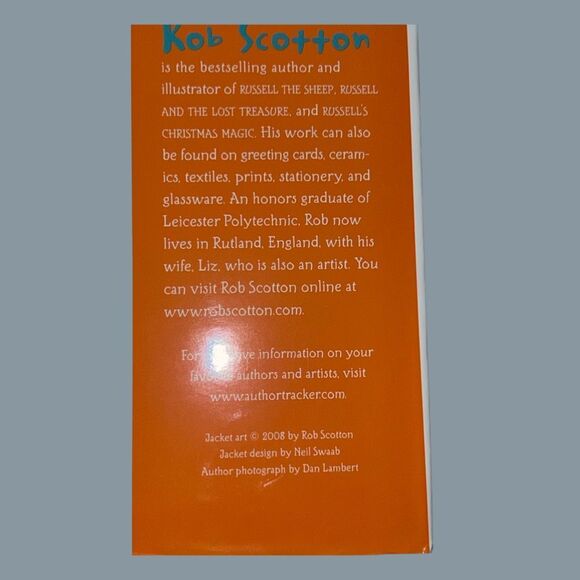 Rob Scotton
is the bestselling author and
illustrator of RUSSELL THE SHEEP, RUSSELL
AND THE LOST TREASURE, and RUSSELL'S
CHRISTMAS MAGIC. His work can also
be found on greeting cards, ceram-
ics, textiles, prints, stationery, and
glassware. An honors graduate of
Leicester Polytechnic, Rob now
lives in Rutland, England, with his
wife, Liz, who is also an artist. You
can visit Rob Scotton online at
www.robscotton.com.
For information on your
authors and artists, visit
www.authortracker.com.
Jacket art © 2008 by Rob Scotton
Jacket design by Neil Swaab
Author photograph by Dan Lambert